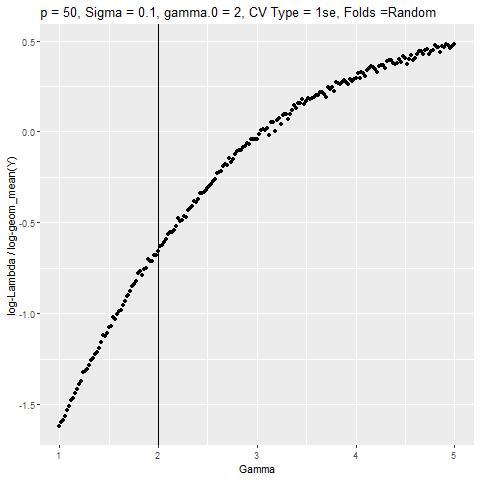 p = 50, Sigma = 0.1, gamma.0 = 2, CV Type = 1se, Folds =Random
log-Lambda / log-geom_mean(Y)
0.5
0.0
-0.5
-1.0
-1.5
1 2 3 4 5
Gamma